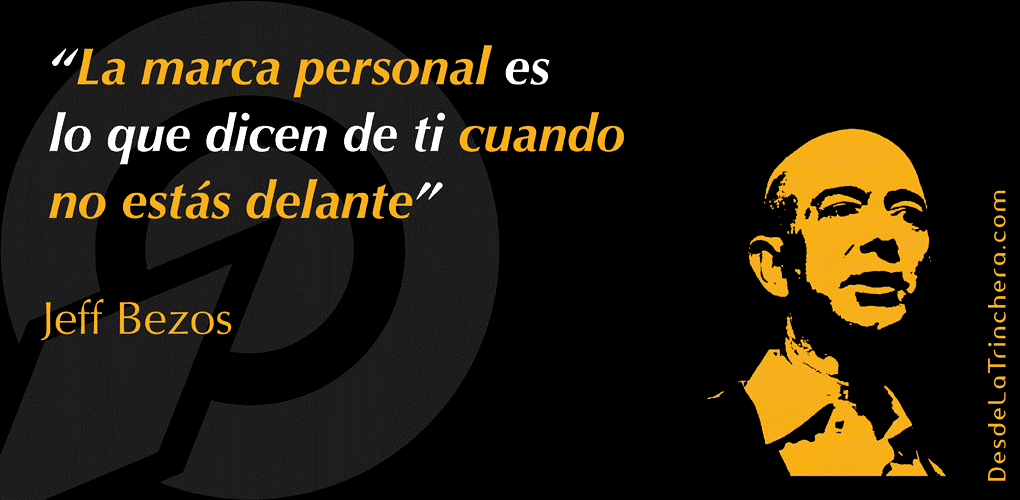 “La marca personal es
lo que dicen de ti cuando
no estás delante”
Jeff Bezos
DesdeLaTrinchera.com